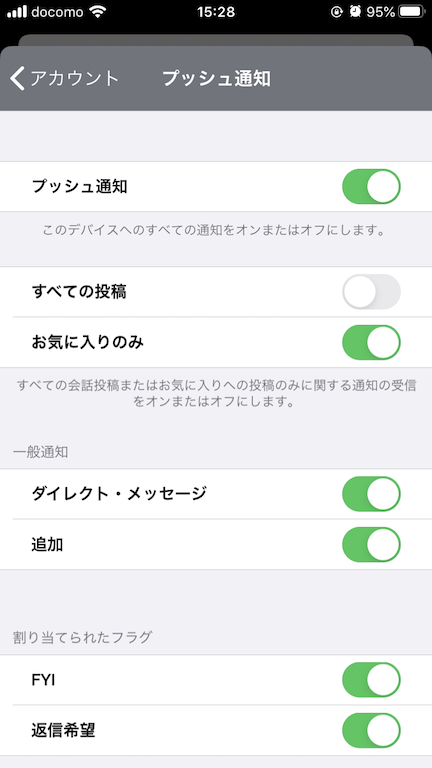 docomo 15:28 95%
アカウント プッシュ通知
プッシュ通知
このデバイスへのすべての通知をオンまたはオフにします。
すべての投稿
お気に入りのみ
すべての会話投稿またはお気に入りへの投稿のみに関する通知の受信
をオンまたはオフにします。
一般通知
ダイレクト・メッセージ
追加
割り当てられたフラグ
FYI
返信希望